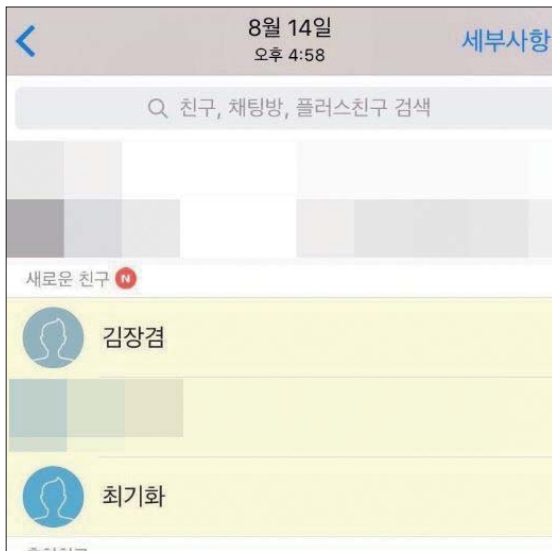 8월 14일
오후 4:58
세부사항
친구, 채팅방, 플러스친구 검색
새로운 친구 N
김장겸
최기화